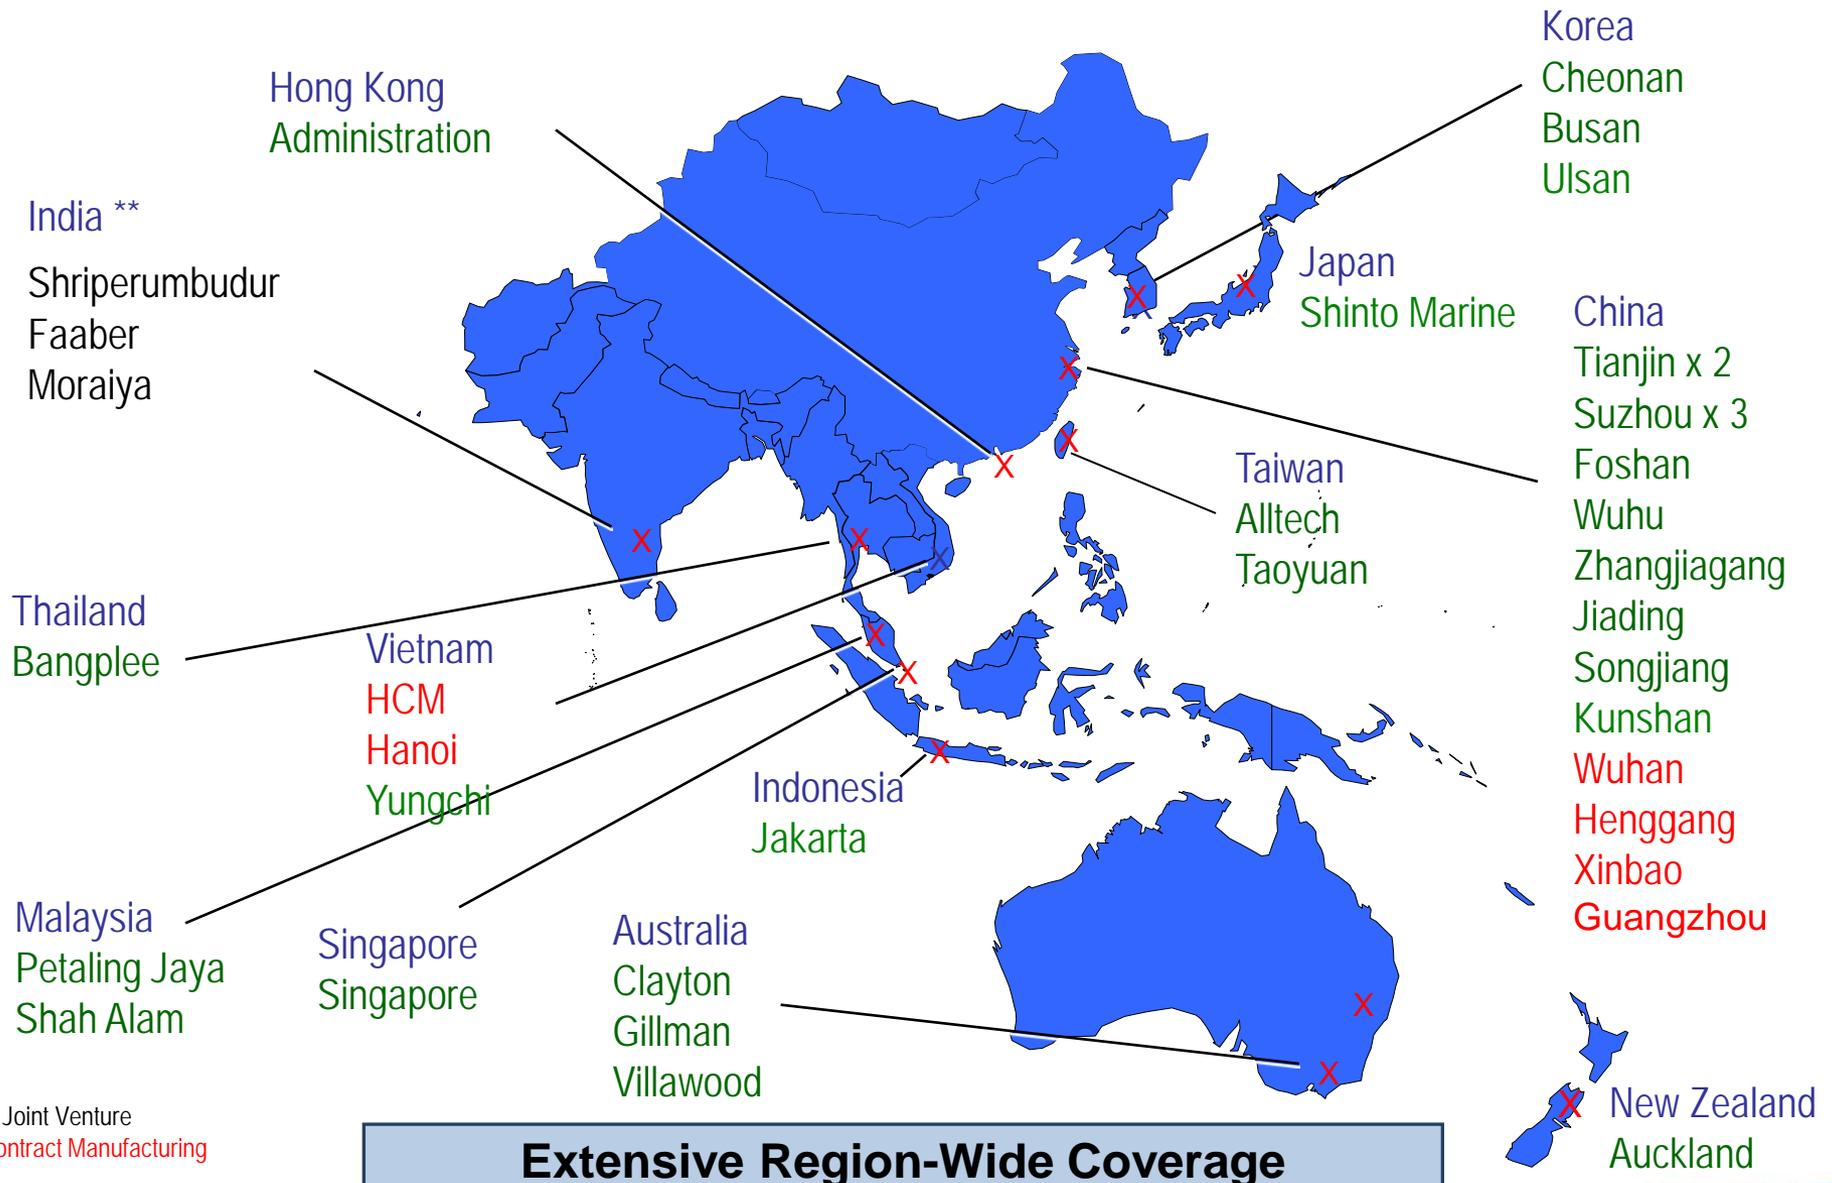 Korea
Cheonan
Busan
Ulsan
Hong Kong
Administration
India **
Shriperumbudur
Faaber
Moraiya
Japan
Shinto Marine
China
Tianjin x 2
Suzhou x 3
Foshan
Wuhu
Zhangjiagang
Jiading
Songjiang
Kunshan
Wuhan
Henggang
Xinbao
Guangzhou
Taiwan
Alltech
Taoyuan
Thailand
Bangplee
Vietnam
HCM
Hanoi
Yungchi
Indonesia
Jakarta
Malaysia
Petaling Jaya
Shah Alam
Singapore
Singapore
Australia
Clayton
Gillman
Villawood
New Zealand
Auckland
Joint Venture
ontract Manufacturing
Extensive Region-Wide Coverage